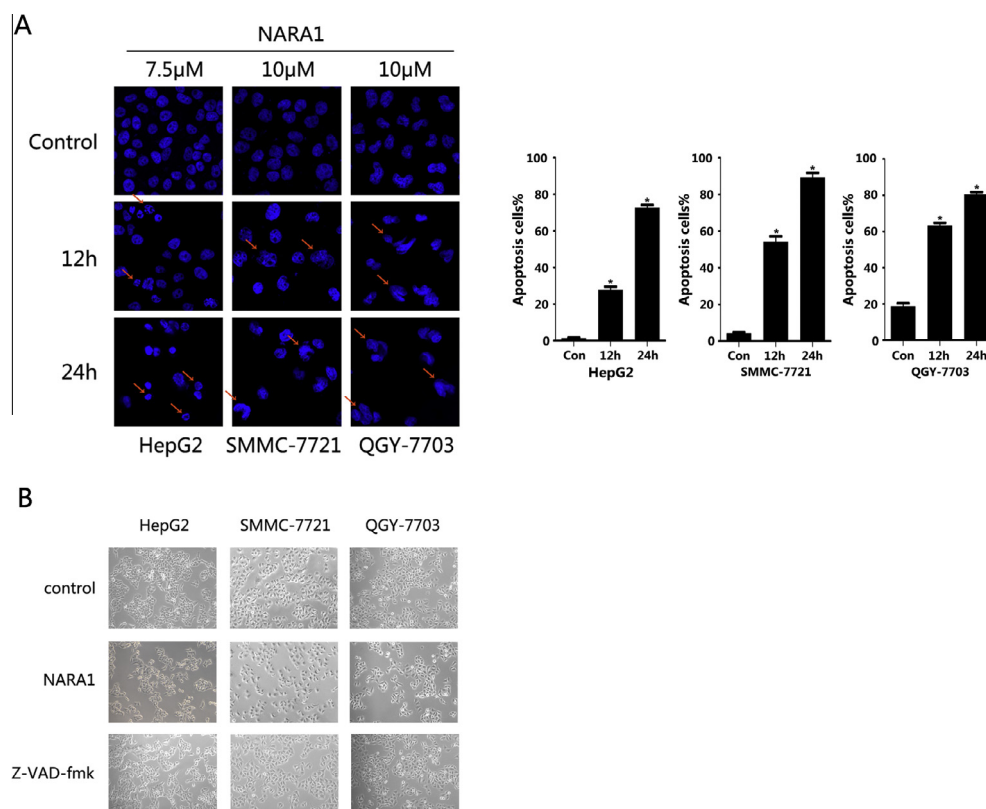 A
NARA1
7.5μM 10μM 10μM
Control
12h
24h
HepG2 SMMC-7721 QGY-7703
100
80
60
40
20
0
Apoptosis cells%
*
*
Con 12h 24h
HepG2
100
80
60
40
20
0
Apoptosis cells%
*
*
Con 12h 24h
SMMC-7721
100
80
60
40
20
0
Apoptosis cells%
*
*
Con 12h 24h
QGY-7703
B
HepG2 SMMC-7721 QGY-7703
control
NARA1
Z-VAD-fmk